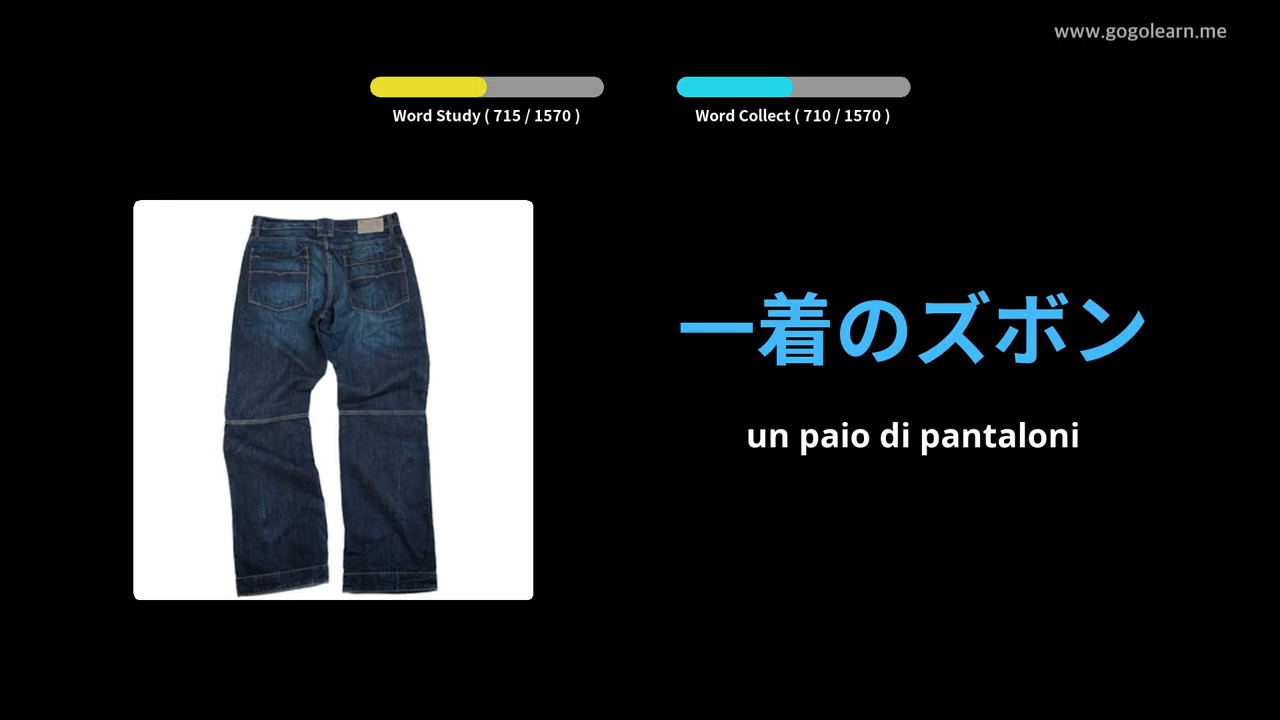 www.gogolearn.me
Word Study ( 715 / 1570 )
Word Collect ( 710 / 1570 )
一着のズボン
un paio di pantaloni